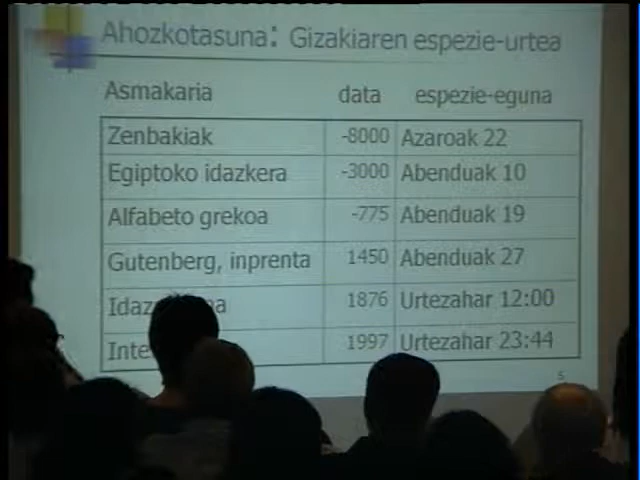 Ahozkotasuna: Gizakiaren espezie-urtea
Asmakaria data espezie-eguna
Zenbakiak -8000 Azaroak 22
Egiptoko idazkera -3000 Abenduak 10
Alfabeto grekoa -775 Abenduak 19
Gutenberg, inprenta 1450 Abenduak 27
1876 Urtezahar 12:00
1997 Urtezahar 23:44
5